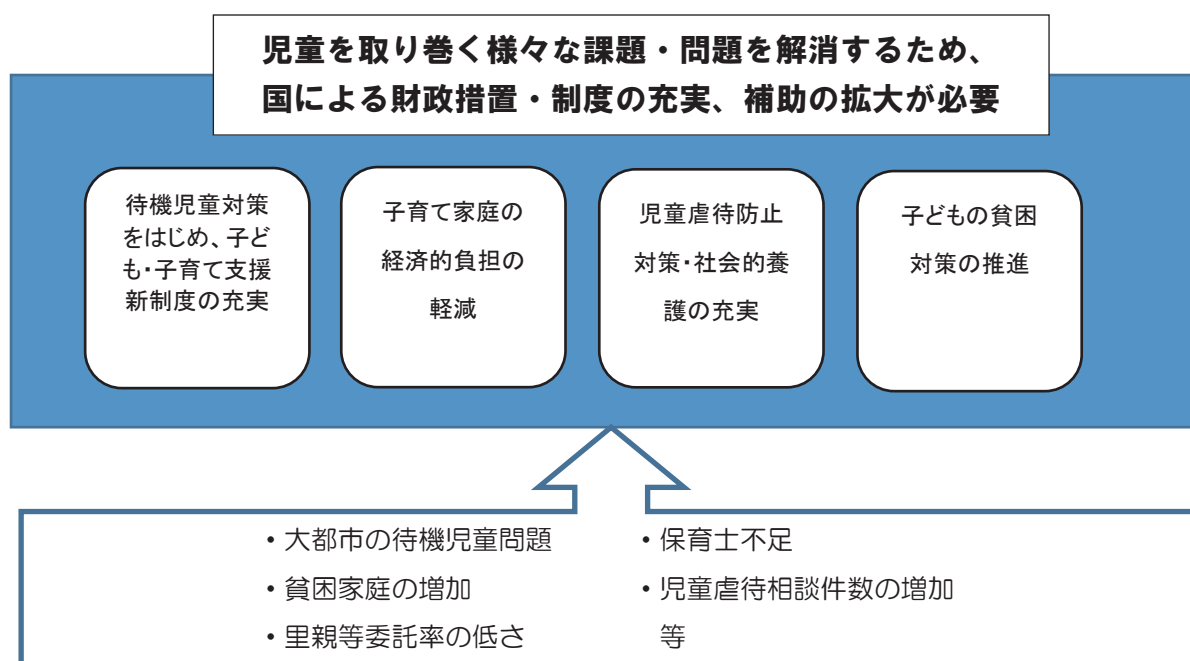 児童を取り巻く様々な課題・問題を解消するため、
国による財政措置・制度の充実、補助の拡大が必要
待機児童対策
をはじめ、子ど
も・子育て支援
新制度の充実
子育て家庭の
経済的負担の
軽減
児童虐待防止
対策・社会的養
護の充実
子どもの貧困
対策の推進
・大都市の待機児童問題
・貧困家庭の増加
・里親等委託率の低さ
・保育士不足
・児童虐待相談件数の増加
等